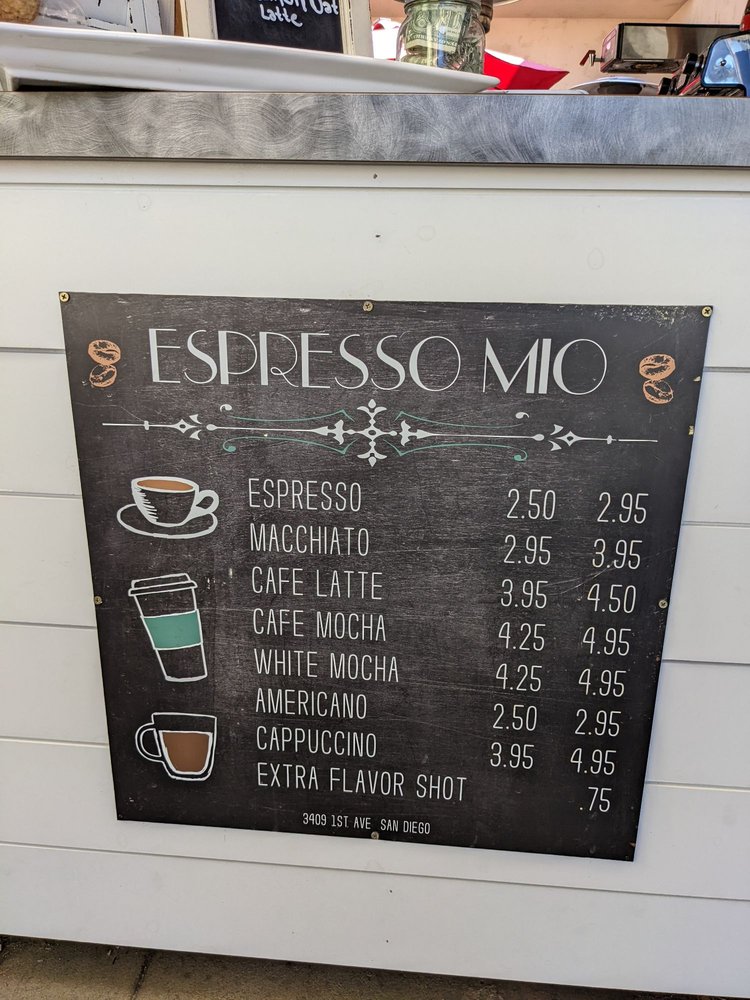 Oat
Latte
ESPRESSO MIO
ESPRESSO 2.50 2.95
MACCHIATO 2.95 3.95
CAFE LATTE 3.95 4.50
CAFE MOCHA 4.25 4.95
WHITE MOCHA 4.25 4.95
AMERICANO 2.50 2.95
CAPPUCCINO 3.95 4.95
EXTRA FLAVOR SHOT .75
3409 1ST. AVE SAN DIEGO